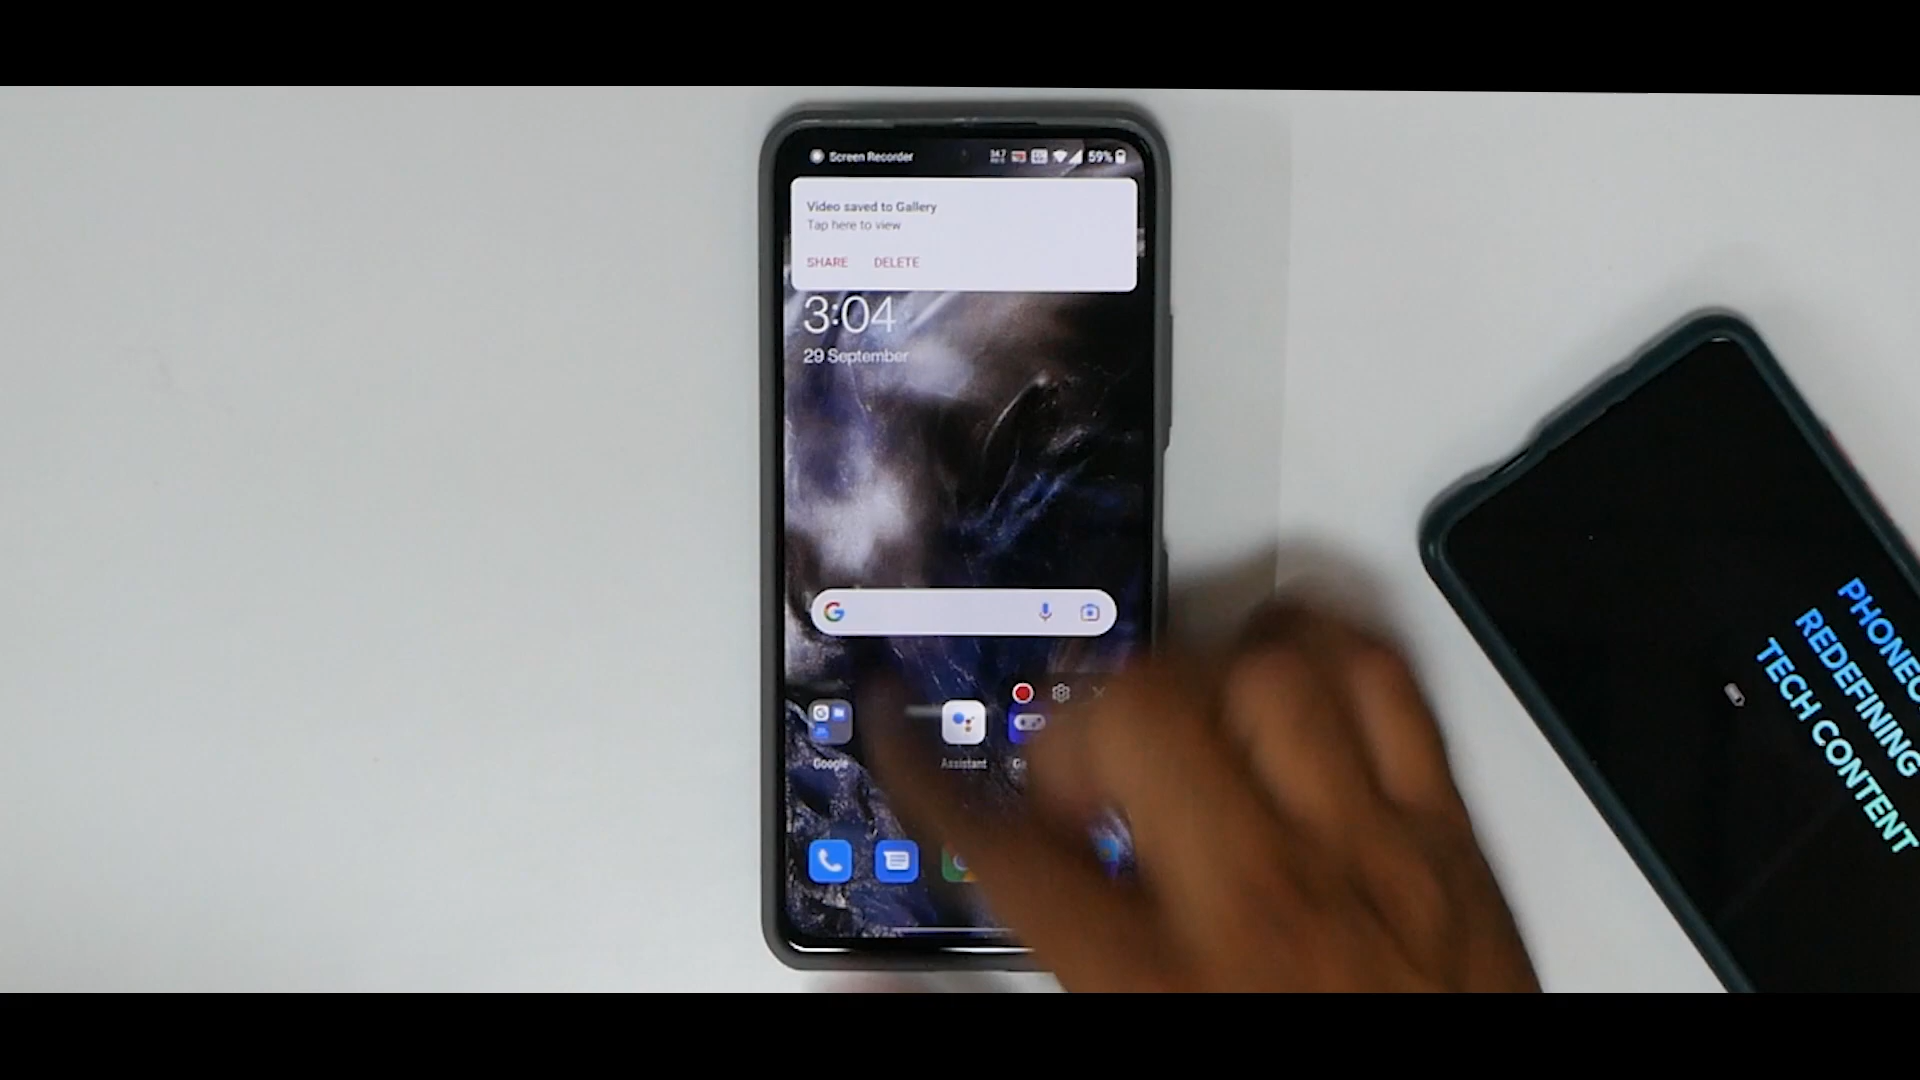 Screen Recorder
59%
Video saved to Gallery
Tap here to view
SHARE DELETE
3:04
29 September
Google
Assistant
REDEFINING
TECH CONTENT